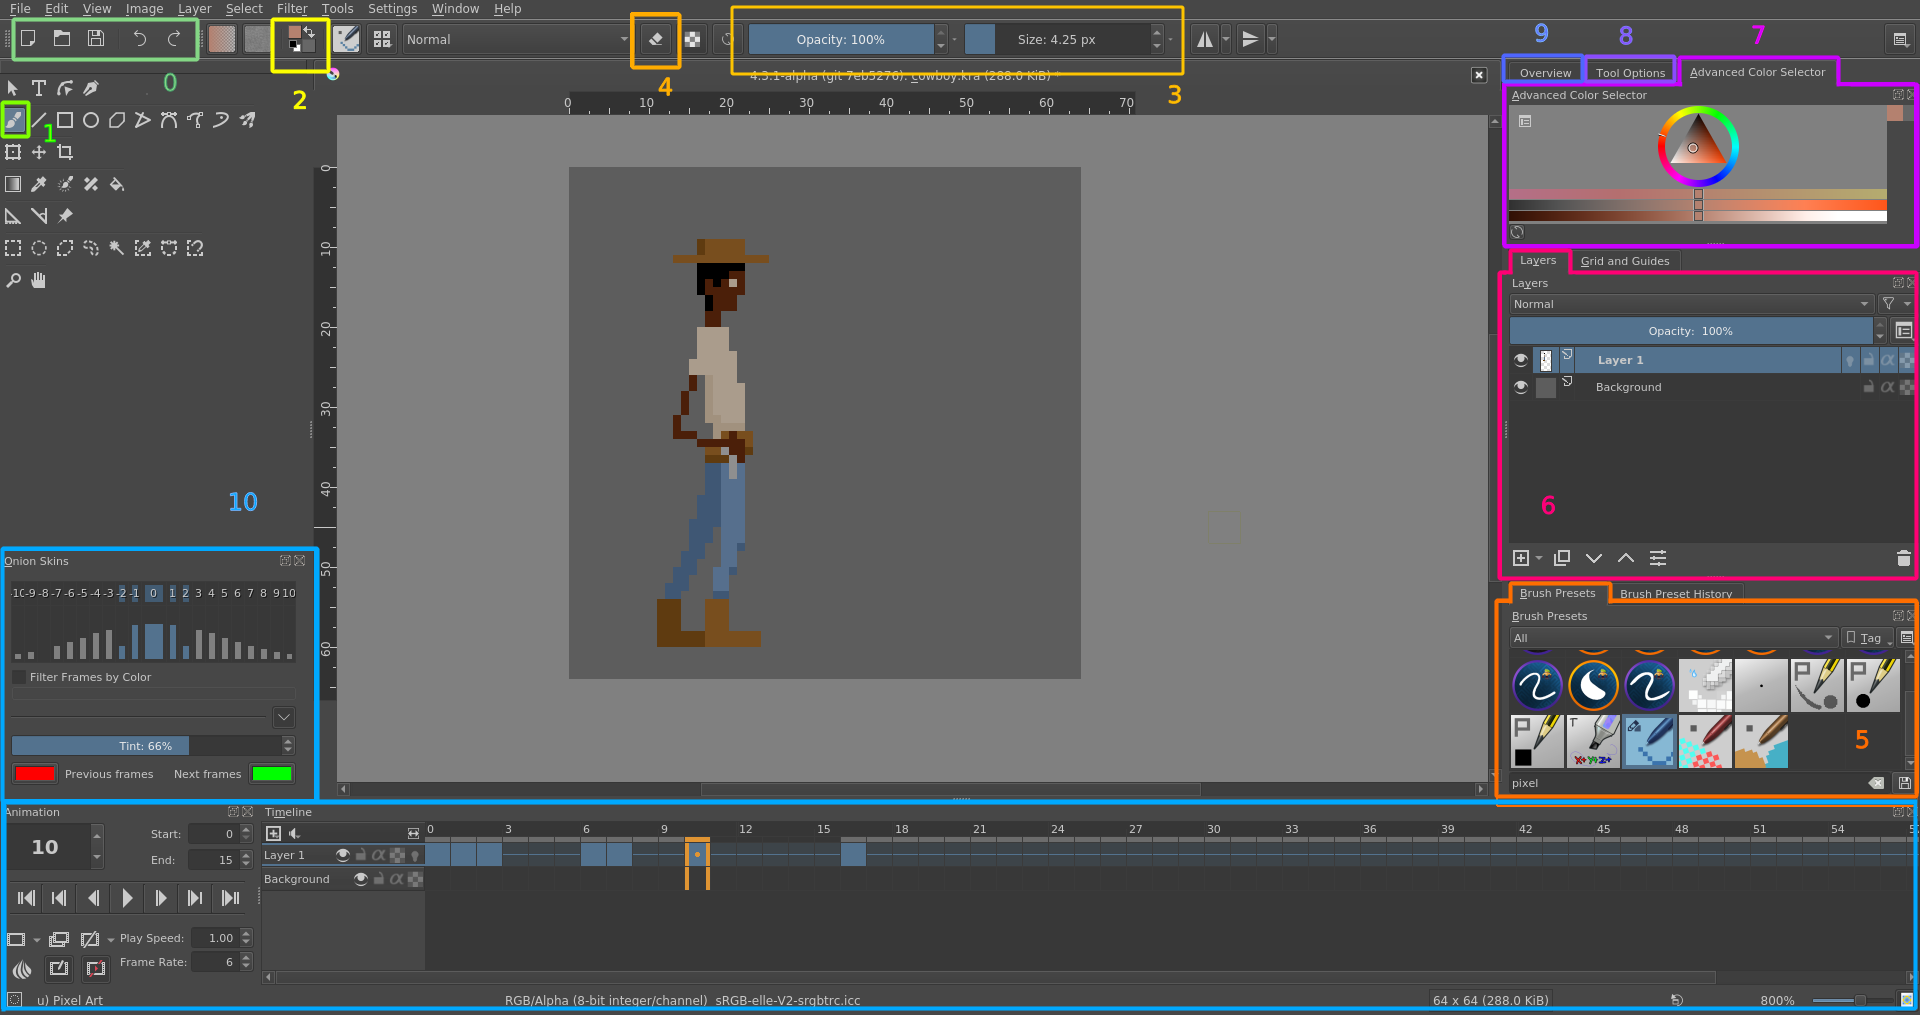 File Edit View Image Layer Select Filter Tools Settings Window Help
Normal
Opacity: 100%
Size: 4.25 px
0
2
4
3
9
8
7
4.3.1-alpha (git 7eb5276): cowboy.kra (288.0 KiB) *
Overview
Tool Options
Advanced Color Selector
Advanced Color Selector
1
0 10 20 30 40 50 60 70
0
10
20
30
40
50
60
Layers
Grid and Guides
Layers
Normal
Opacity: 100%
Layer 1
Background
6
10
Onion Skins
-10 -9 -8 -7 -6 -5 -4 -3 -2 -1 0 1 2 3 4 5 6 7 8 9 10
Filter Frames by Color
Tint: 66%
Previous frames
Next frames
Brush Presets
Brush Preset History
Brush Presets
All
Tag
P
P
P
T
X+Y+Z+
5
pixel
Animation
Timeline
10
Start: 0
End: 15
0 3 6 9 12 15 18 21 24 27 30 33 36 39 42 45 48 51 54
Layer 1
Background
Play Speed: 1.00
Frame Rate: 6
u) Pixel Art
RGB/Alpha (8-bit integer/channel) sRGB-elle-V2-srgbtrc.icc
64 x 64 (288.0 KiB)
800%